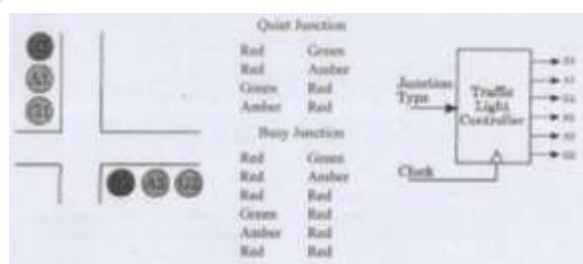 Quiet Junction
Red Green
Red Amber
Green Red
Amber Red
Busy Junction
Red Green
Red Amber
Red Red
Green Red
Amber Red
Red Red
Junction
Type
Traffic
Light
Controller
Clock